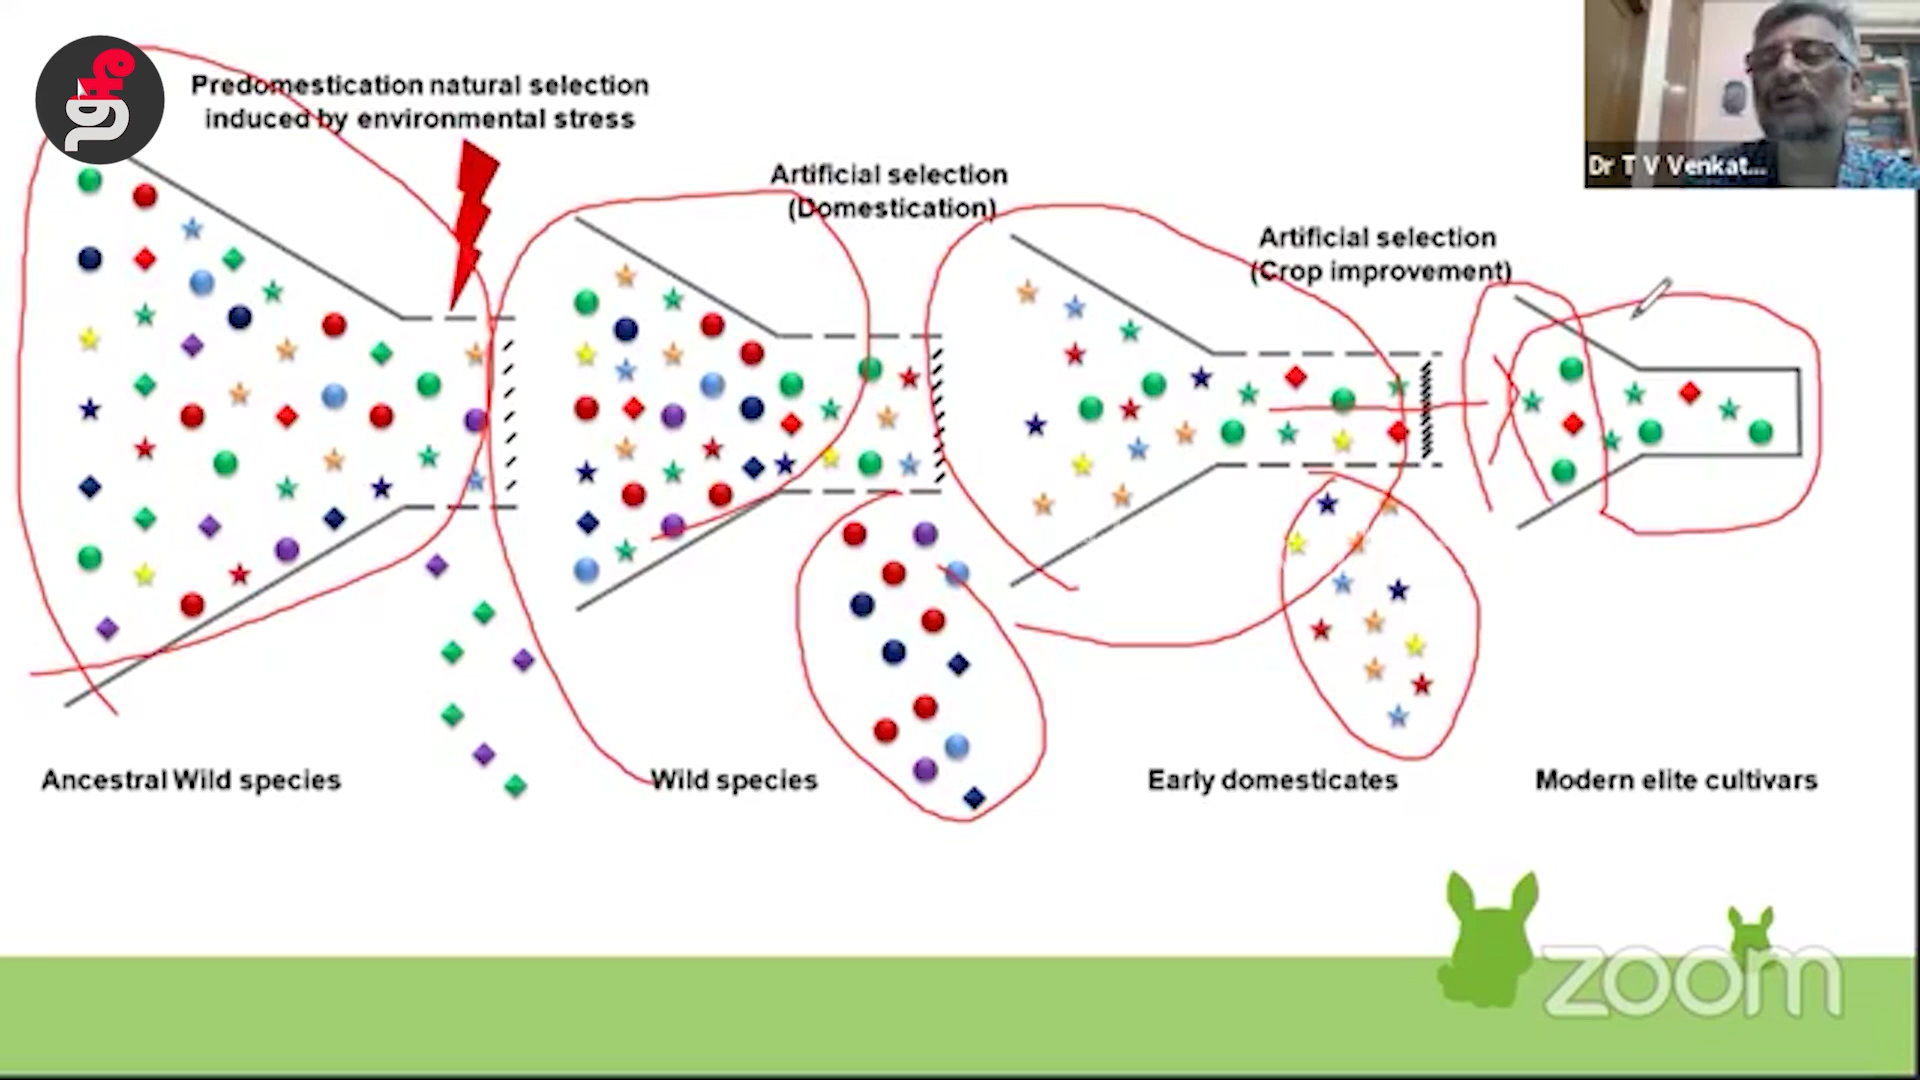 Predomestication natural selection
induced by environmental stress
Artificial selection
(Domestication)
Artificial selection
(Crop improvement)
Dr T V Venkat...
Ancestral Wild species
Wild species
Early domesticates
Modern elite cultivars
zoom